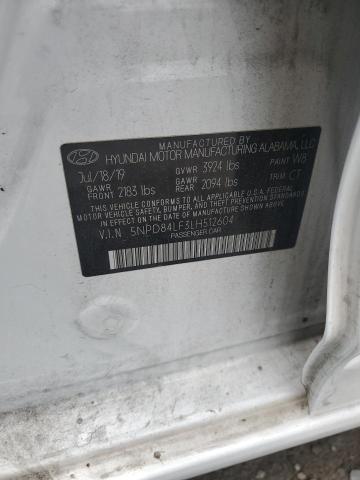 MANUFACTURED BY
HYUNDAI MOTOR MANUFACTURING ALABAMA, LLC
Jul/18/19 GVWR 3924 lbs PAINT W8
GAWR FRONT 2183 lbs GAWR REAR 2094 lbs TRIM CT
THIS VEHICLE CONFORMS TO ALL APPLICABLE U.S. FEDERAL
MOTOR VEHICLE SAFETY, BUMPER, AND THEFT PREVENTION STANDARDS
IN EFFECT ON THE DATE OF MANUFACTURE SHOWN ABOVE.
V.I.N 5NPD84LF3LH512604
PASSENGER CAR